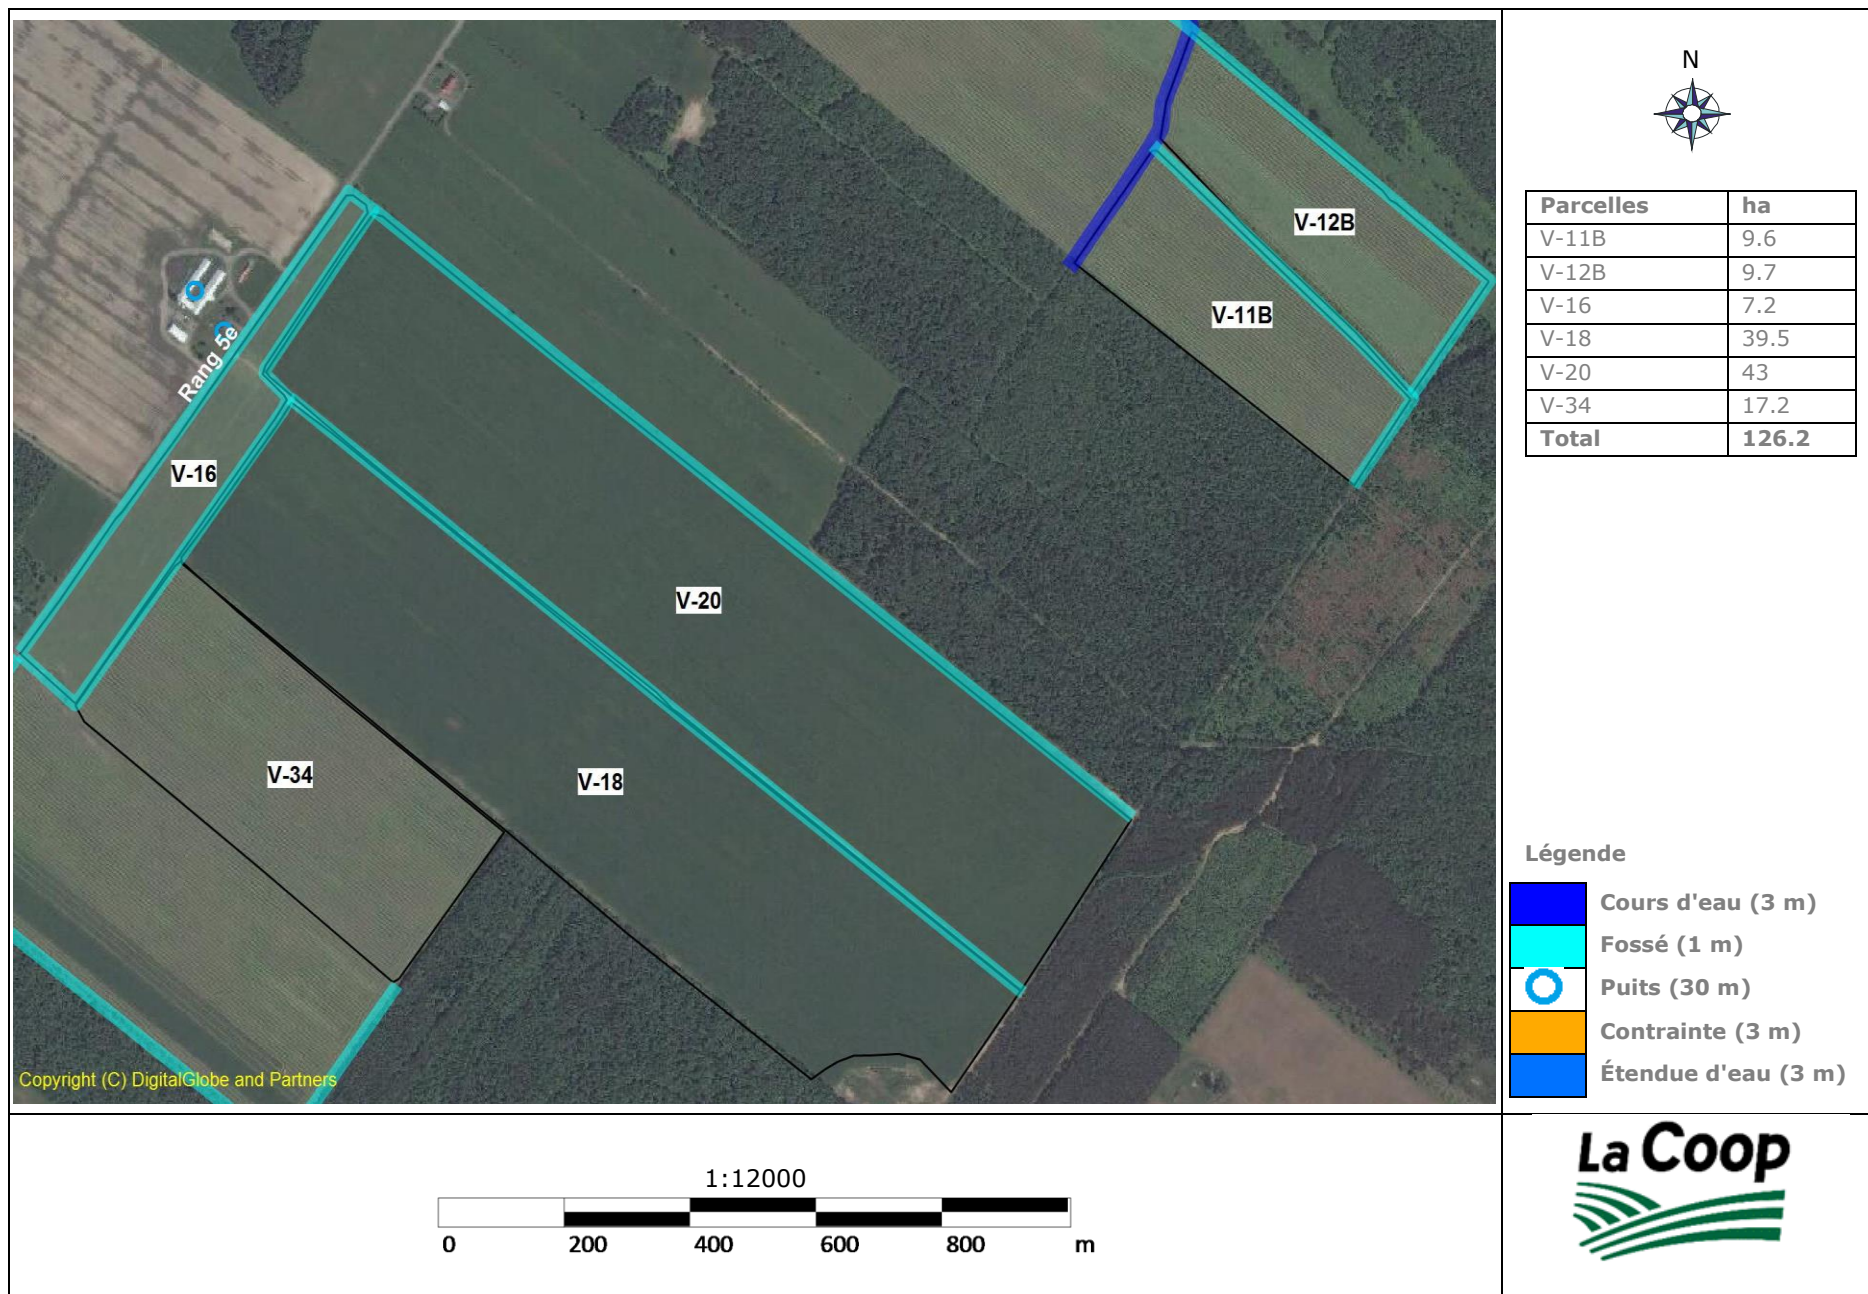 N
Parcelles ha
V-11B 9.6
V-12B 9.7
V-16 7.2
V-18 39.5
V-20 43
V-34 17.2
Total 126.2
V-12B
V-11B
Rang 5e
V-16
V-20
V-18
V-34
Copyright (C) DigitalGlobe and Partners
Légende
Cours d'eau (3 m)
Fossé (1 m)
Puits (30 m)
Contrainte (3 m)
Étendue d'eau (3 m)
1:12000
0 200 400 600 800 m
La Coop